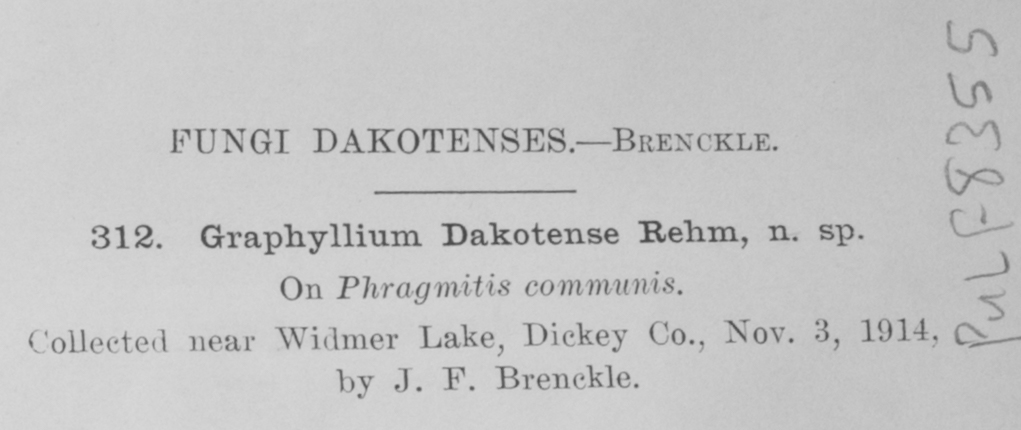 FUNGI DAKOTENSES.—BRENCKLE.
312. Graphyllium Dakotense Rehm, n. sp.
On Phragmitis communis.
Collected near Widmer Lake, Dickey Co., Nov. 3, 1914,
by J. F. Brenckle.
PUL F8355